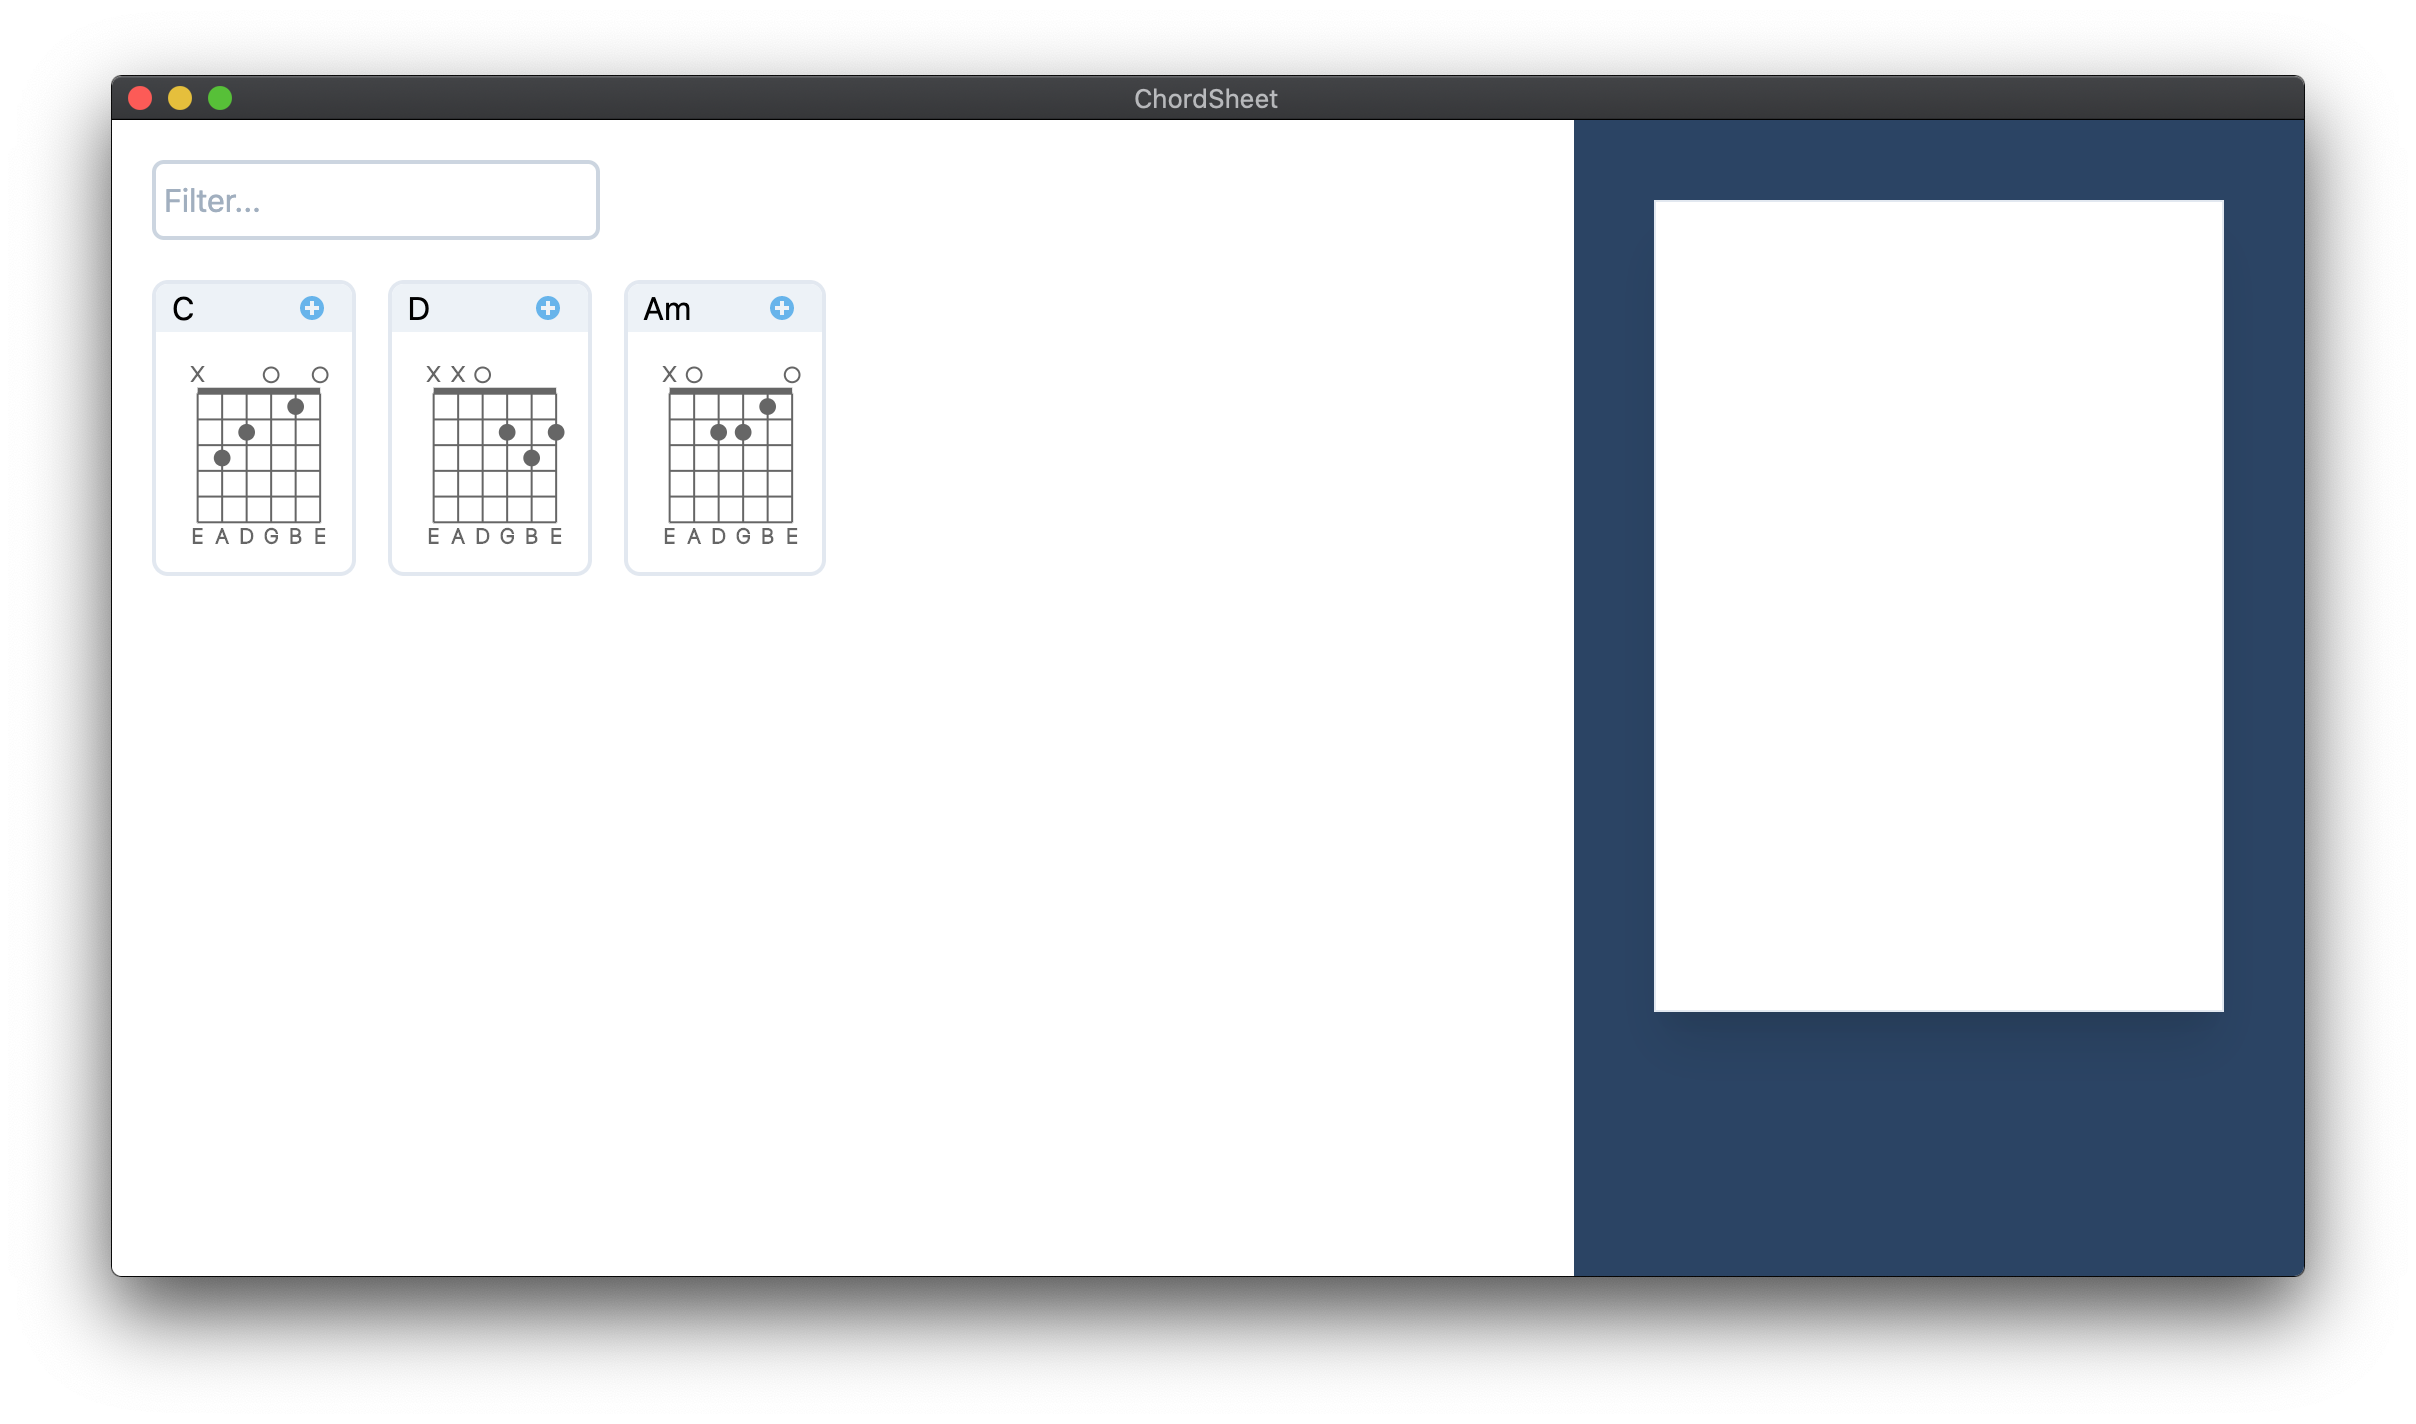 ChordSheet
Filter...
C
D
Am
X
X X
X
E A D G B E
E A D G B E
E A D G B E